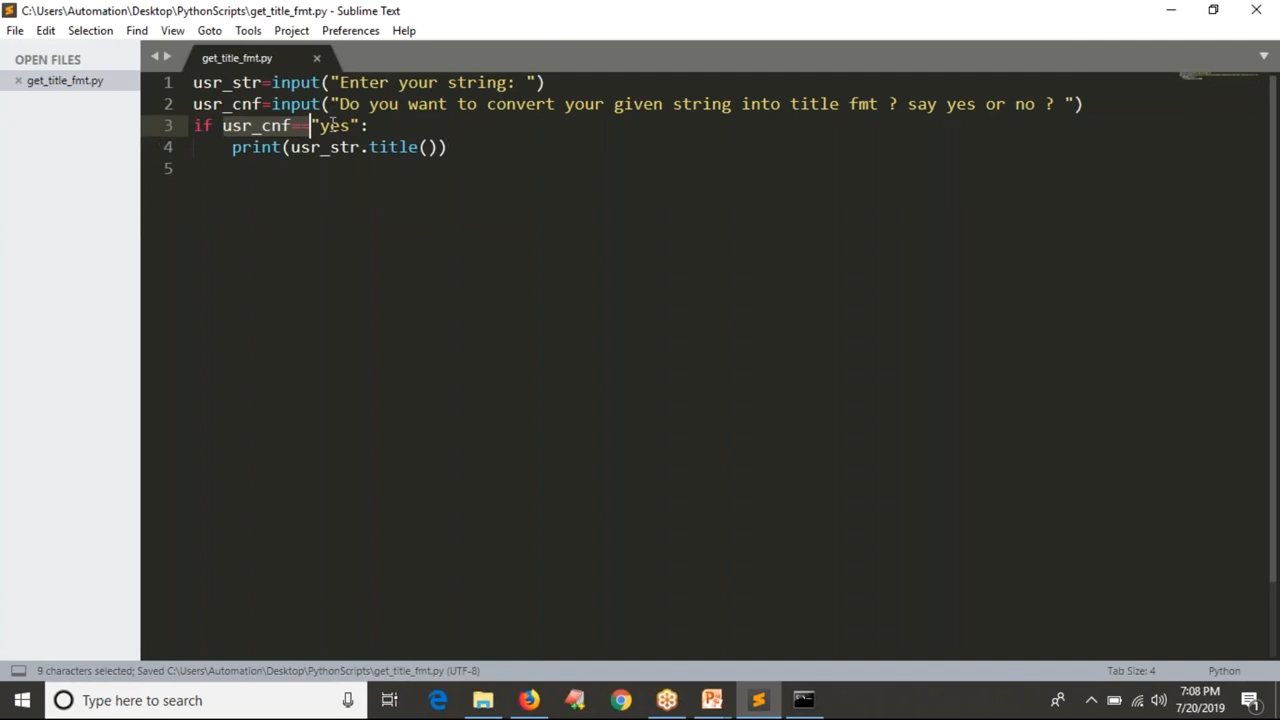 C:\Users\Automation\Desktop\PythonScripts\get_title_fmt.py - Sublime Text
File Edit Selection Find View Goto Tools Project Preferences Help
OPEN FILES
get_title_fmt.py
get_title_fmt.py
1 usr_str=input("Enter your string: ")
2 usr_cnf=input("Do you want to convert your given string into title fmt ? say yes or no ? ")
3 if usr_cnf=="yes":
4 print(usr_str.title())
5
9 characters selected; Saved C:\Users\Automation\Desktop\PythonScripts\get_title_fmt.py (UTF-8)
Tab Size: 4
Python
Type here to search
7:08 PM
7/20/2019
1